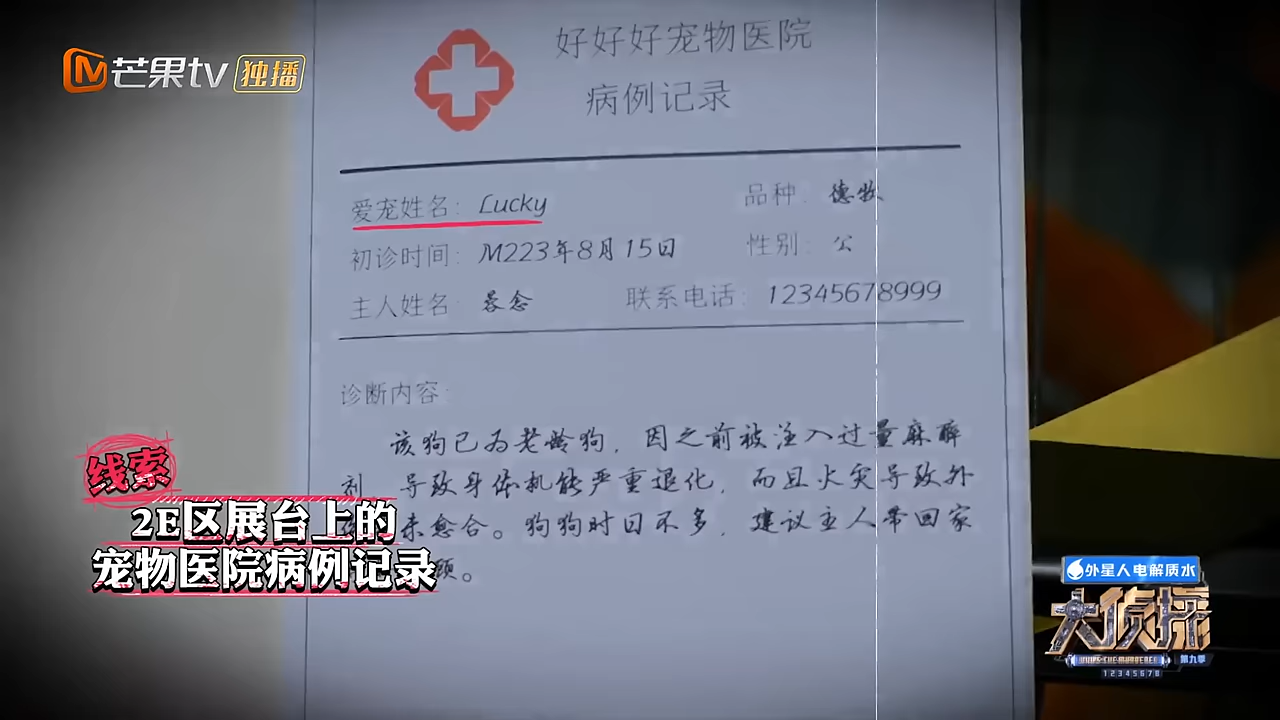 芒果tv 独播
好好好宠物医院
病例记录
爱宠姓名: Lucky 品种: 德牧
初诊时间: M223年8月15日 性别: 公
主人姓名: 晏念 联系电话: 12345678999
诊断内容:
该狗已为老龄狗，因之前被注入过量麻醉
剂，导致身体机能严重退化，而且火灾导致外
未愈合。狗狗时日不多，建议主人带回家
顾。
线索
2E区展台上的
宠物医院病例记录
外星人电解质水
大侦探
第九季
12345678